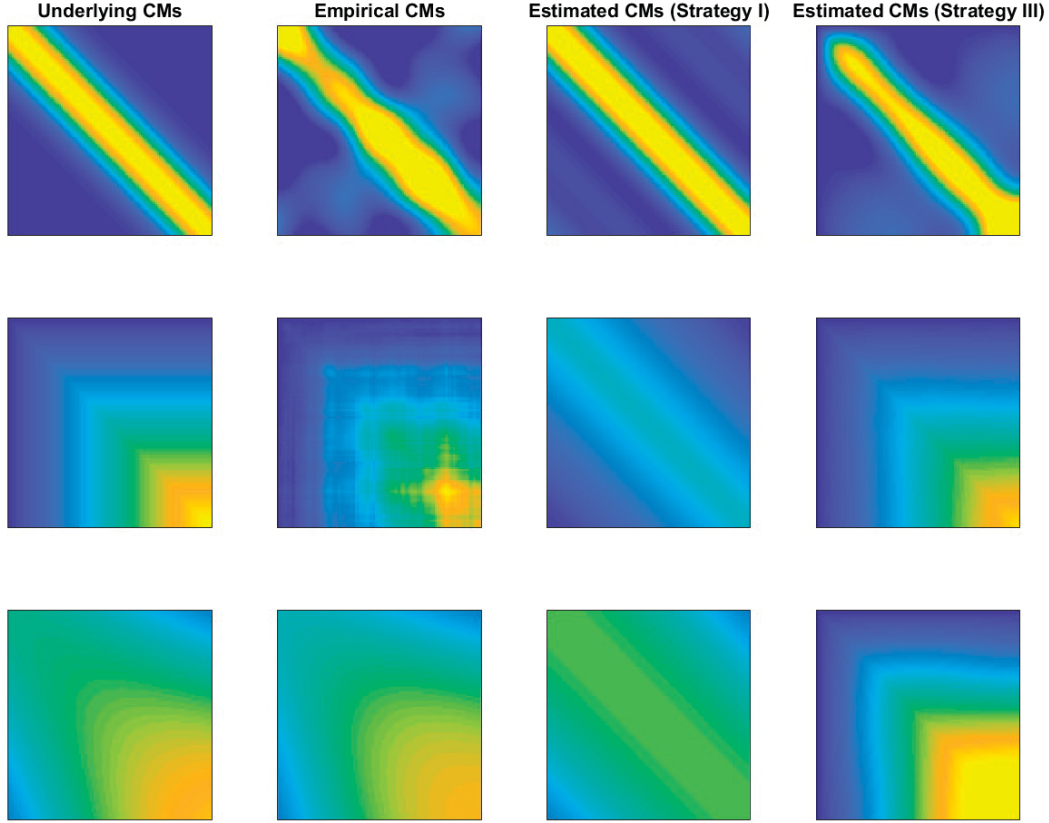 Underlying CMs
Empirical CMs
Estimated CMs (Strategy I)
Estimated CMs (Strategy III)